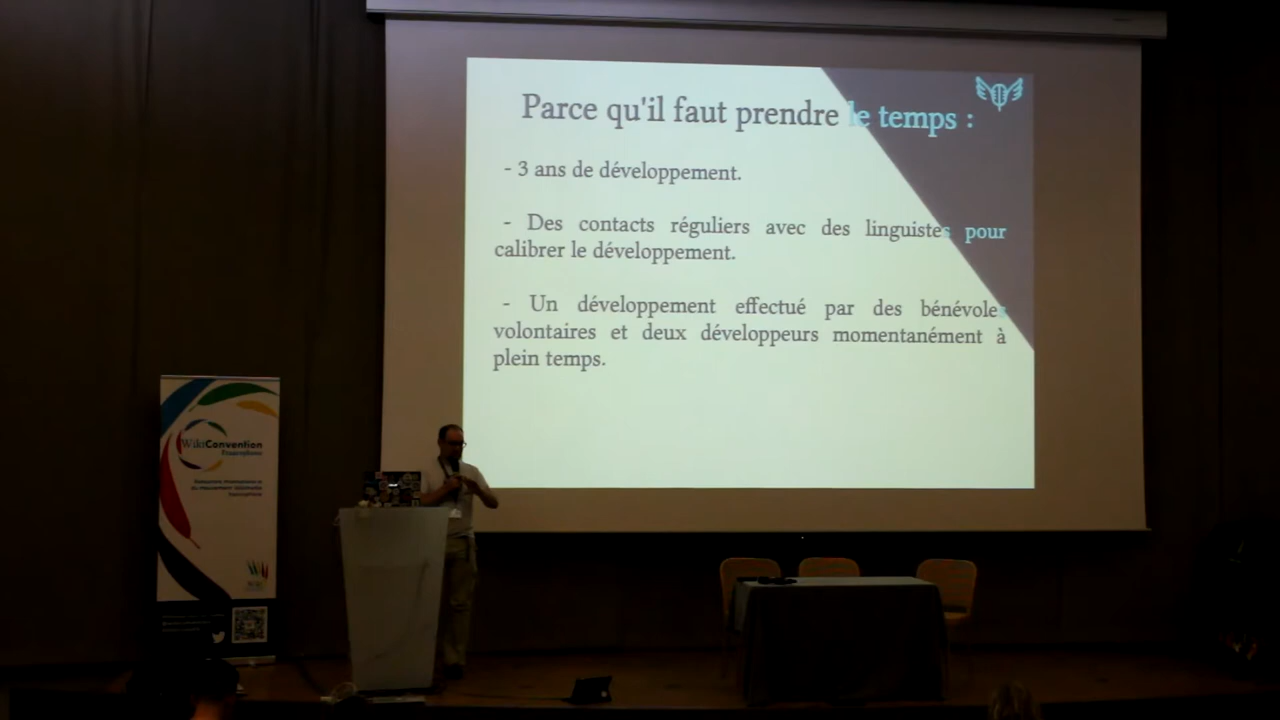 Parce qu'il faut prendre le temps :
- 3 ans de développement.
- Des contacts réguliers avec des linguistes pour
calibrer le développement.
- Un développement effectué par des bénévoles
volontaires et deux développeurs momentanément à
plein temps.
WikiConvention
Francophone